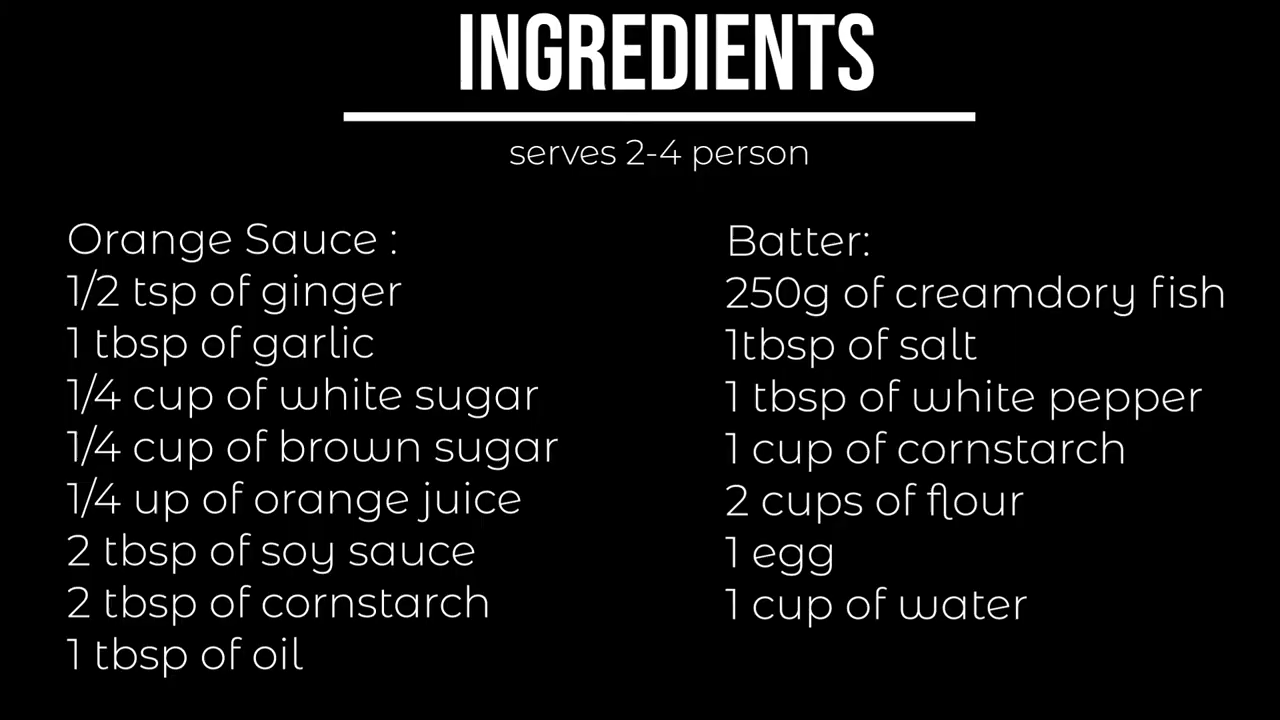 INGREDIENTS
serves 2-4 person
Orange Sauce :
1/2 tsp of ginger
1 tbsp of garlic
1/4 cup of white sugar
1/4 cup of brown sugar
1/4 up of orange juice
2 tbsp of soy sauce
2 tbsp of cornstarch
1 tbsp of oil
Batter:
250g of creamdory fish
1tbsp of salt
1 tbsp of white pepper
1 cup of cornstarch
2 cups of flour
1 egg
1 cup of water